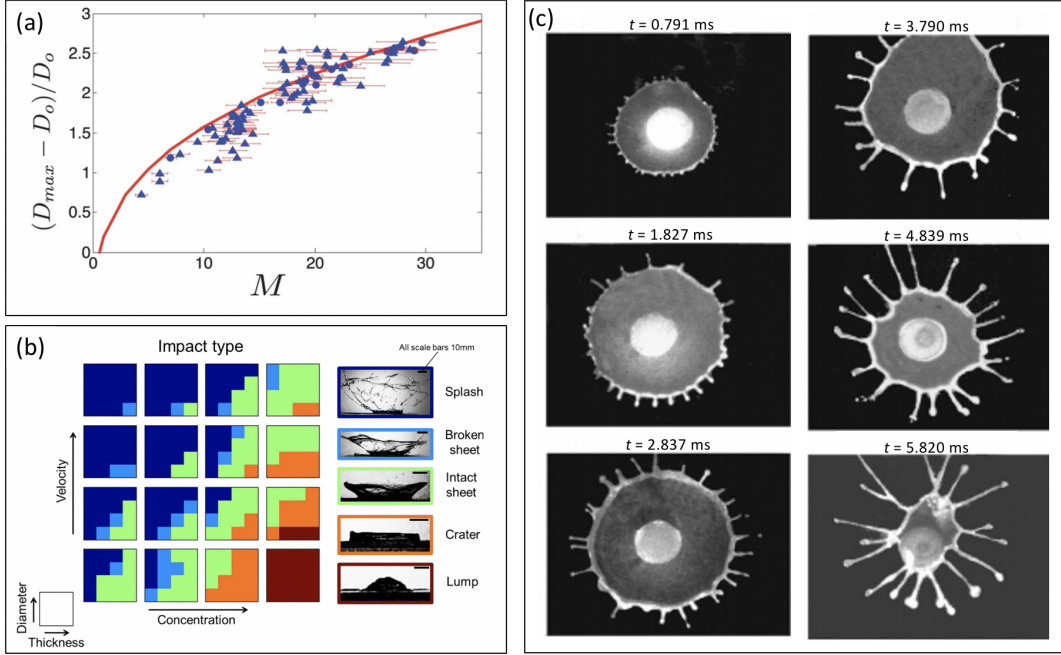 (a)
(D_max − D_o)/D_o
3
2.5
2
1.5
1
0.5
0
0
10
20
30
M
(b)
Impact type
All scale bars 10mm
Splash
Broken
sheet
Intact
sheet
Crater
Lump
Velocity
Concentration
Diameter
Thickness
(c)
t = 0.791 ms
t = 3.790 ms
t = 1.827 ms
t = 4.839 ms
t = 2.837 ms
t = 5.820 ms